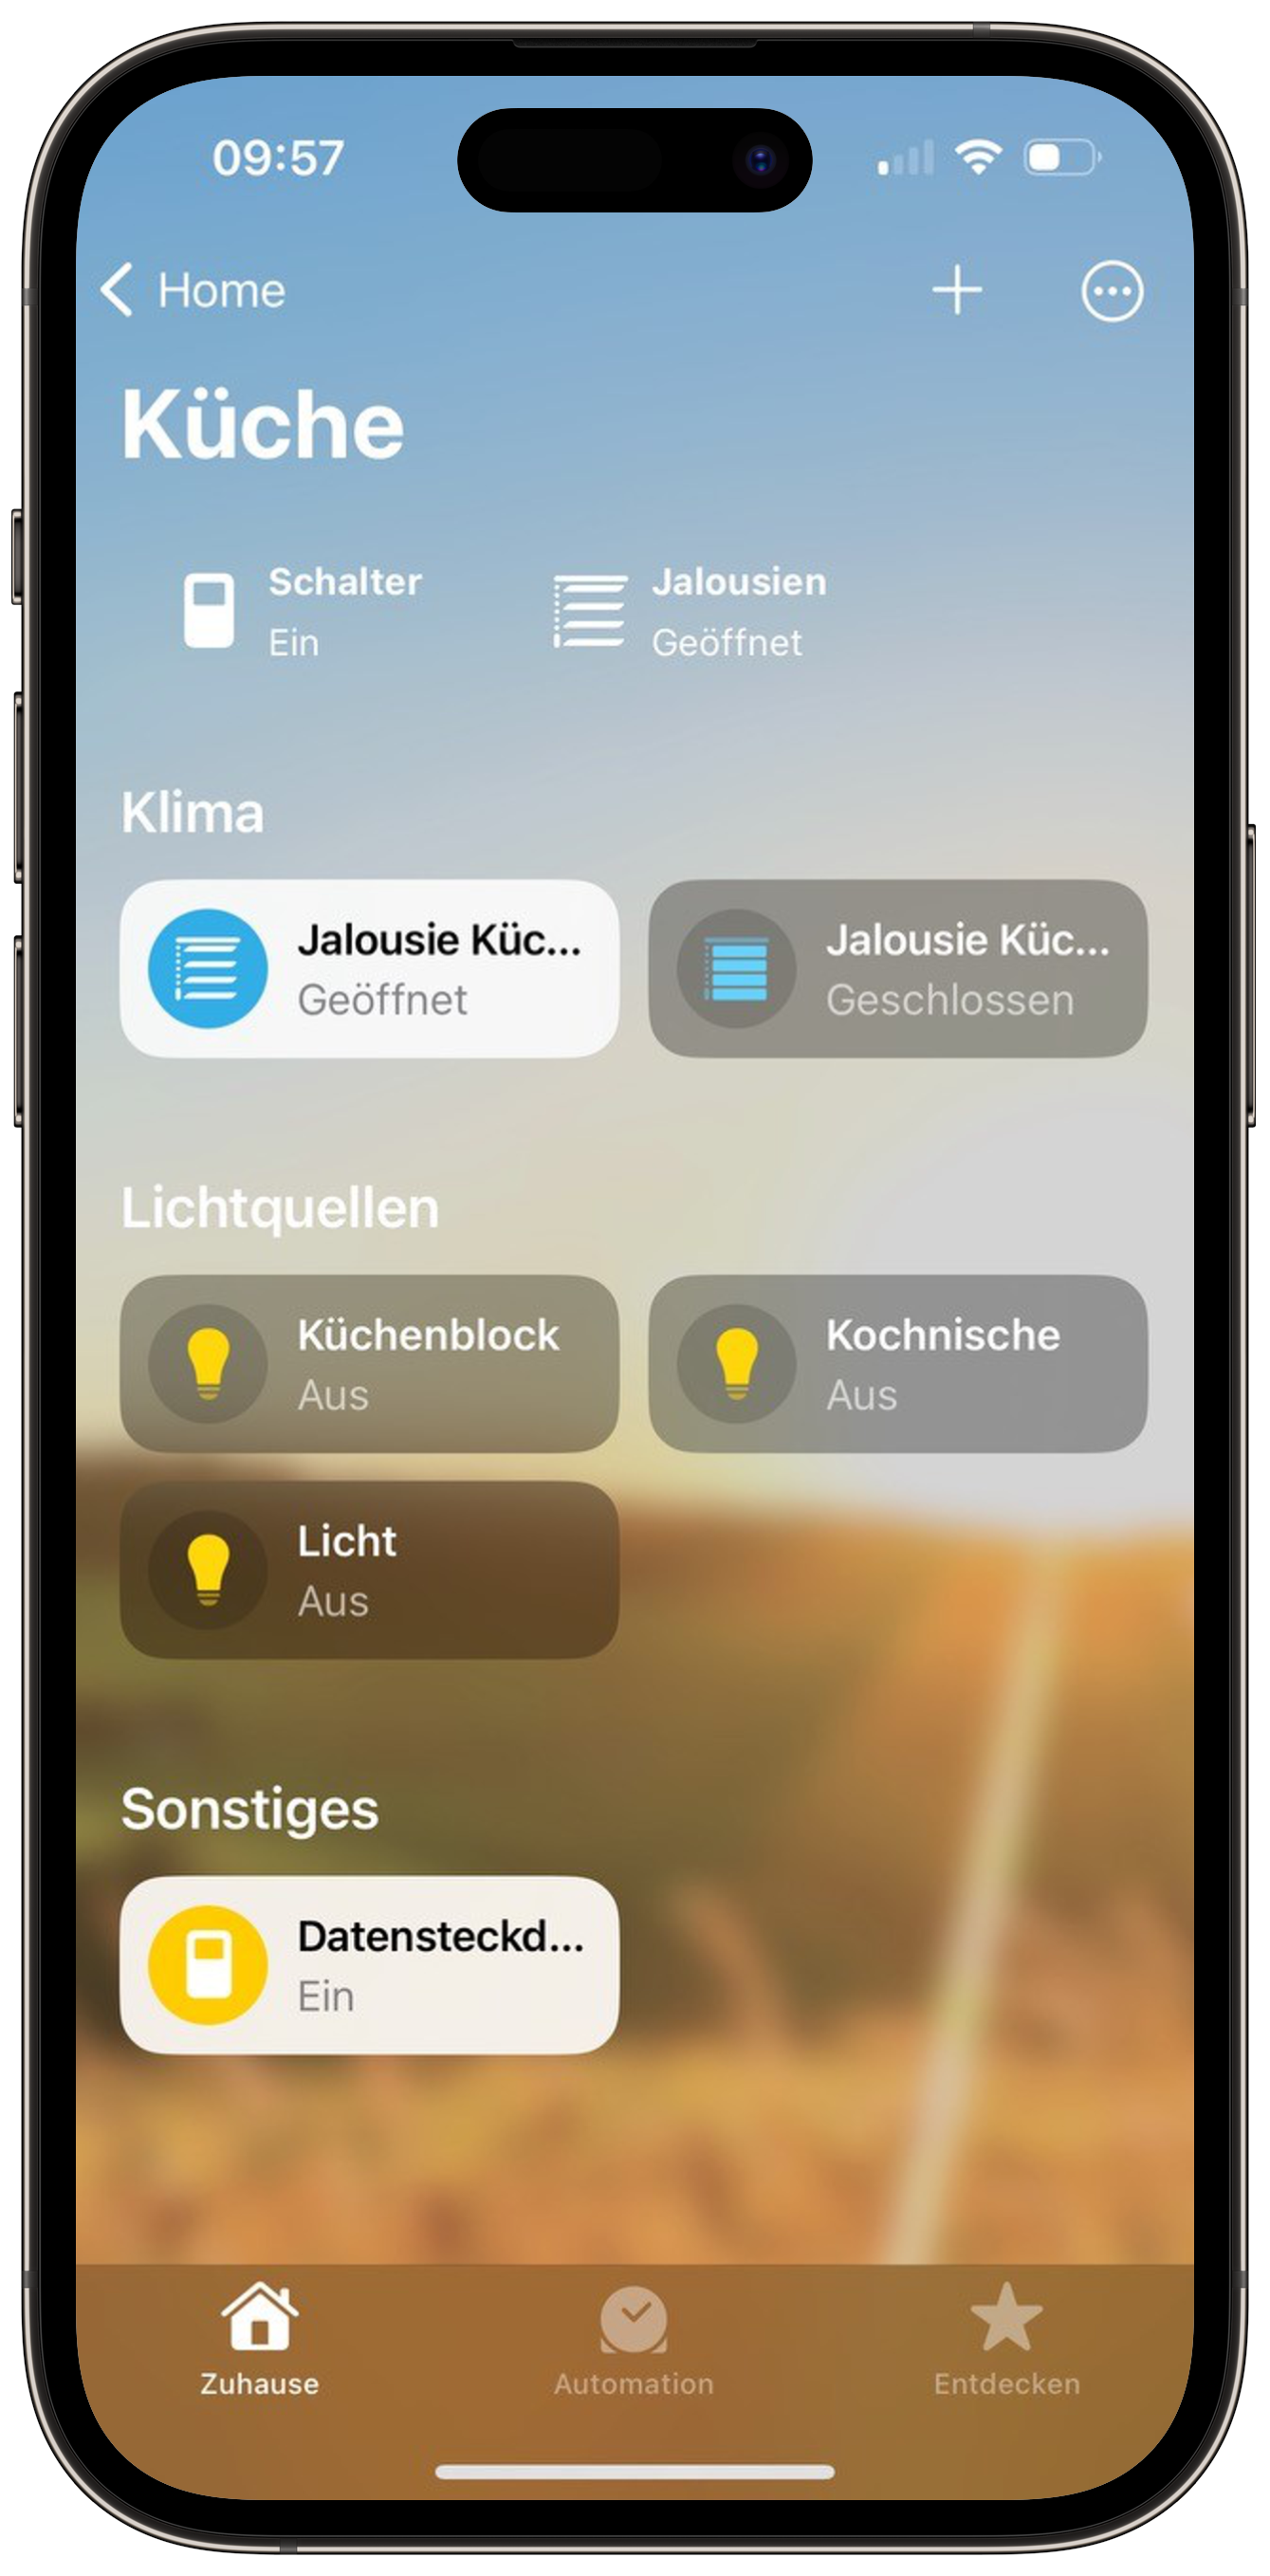 09:57
Home
Küche
Schalter
Ein
Jalousien
Geöffnet
Klima
Jalousie Küc...
Geöffnet
Jalousie Küc...
Geschlossen
Lichtquellen
Küchenblock
Aus
Kochnische
Aus
Licht
Aus
Sonstiges
Datensteckd...
Ein
Zuhause
Automation
Entdecken